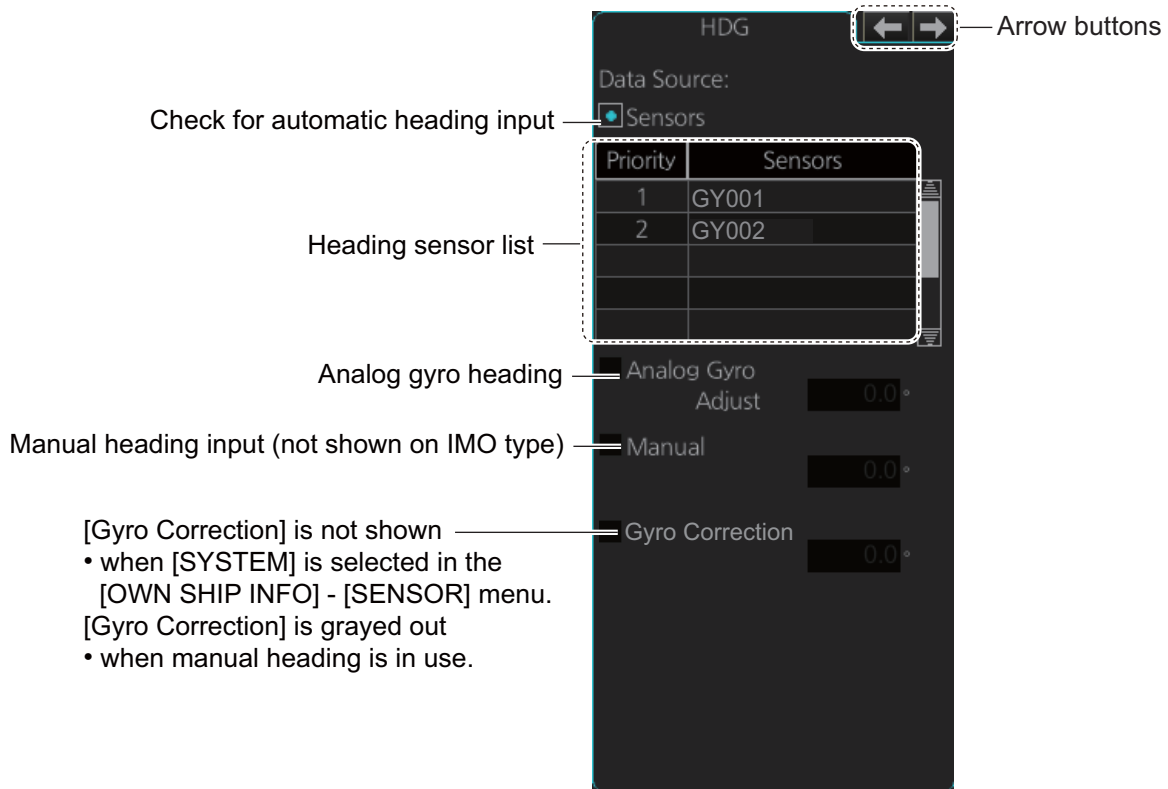 HDG
Arrow buttons
Data Source:
Check for automatic heading input
Sensors
Priority Sensors
1 GY001
2 GY002
Heading sensor list
Analog gyro heading
Analog Gyro
Adjust 0.0 °
Manual heading input (not shown on IMO type)
Manual
0.0 °
[Gyro Correction] is not shown
Gyro Correction
0.0 °
• when [SYSTEM] is selected in the
[OWN SHIP INFO] - [SENSOR] menu.
[Gyro Correction] is grayed out
• when manual heading is in use.